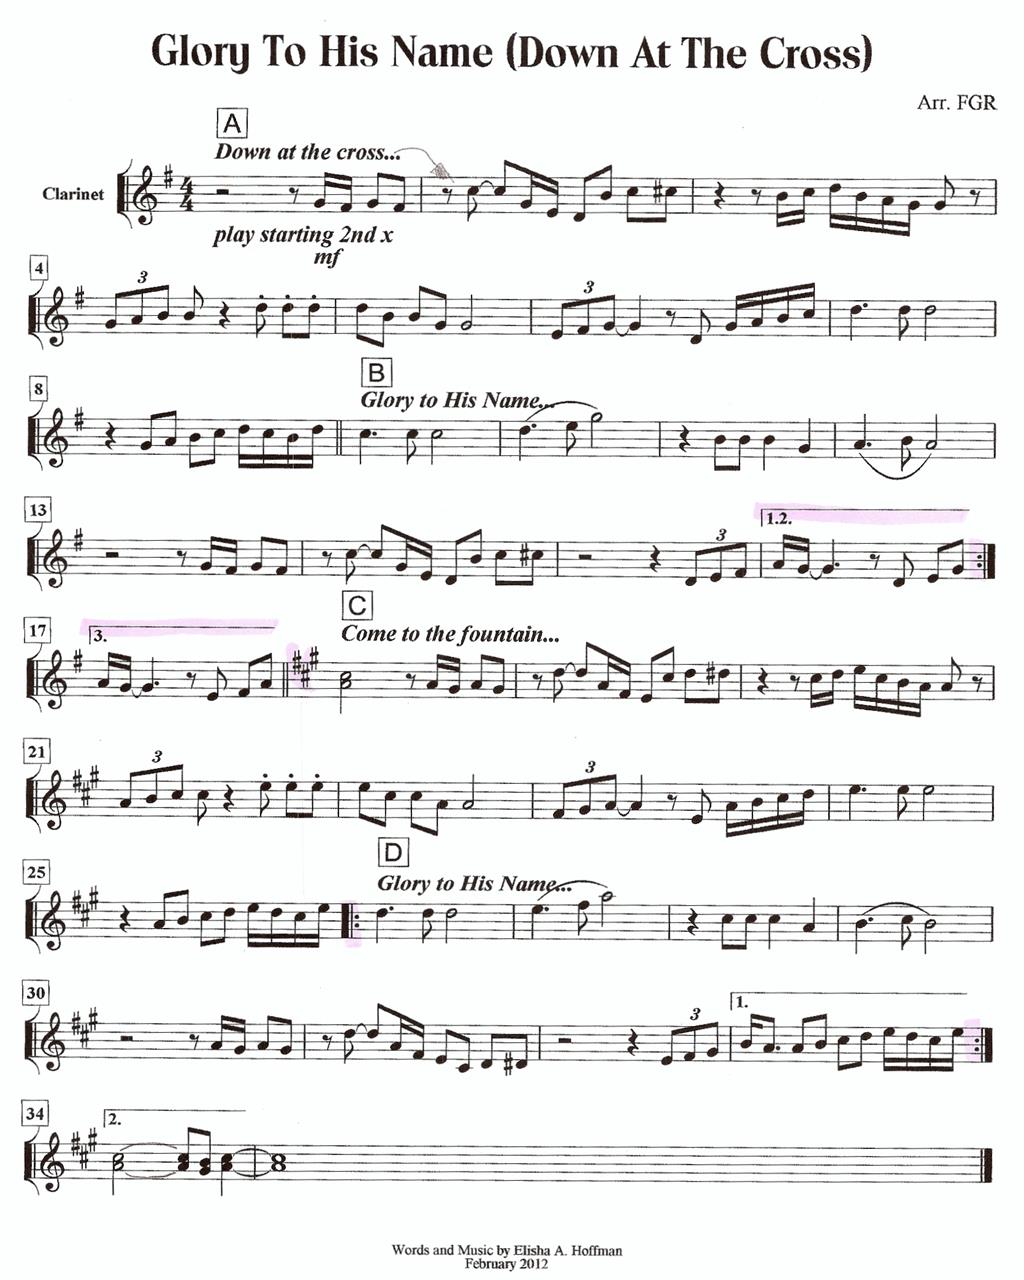 Glory To His Name (Down At The Cross)
Arr. FGR
A
Down at the cross...
Clarinet
4
4
play starting 2nd x
mf
4
3
3
8
B
Glory to His Name...
13
3
1.2.
17
3.
C
Come to the fountain...
21
3
3
25
D
Glory to His Name...
30
3
1.
34
2.
Words and Music by Elisha A. Hoffman
February 2012